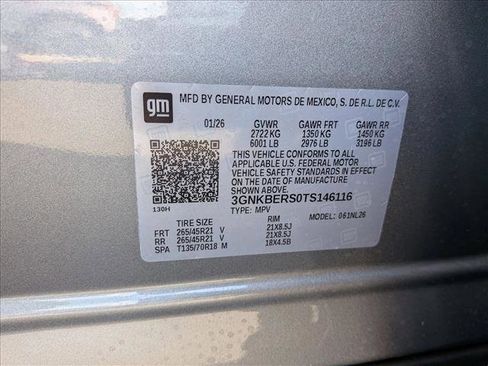 gm
MFD BY GENERAL MOTORS DE MEXICO, S. DE R.L. DE C.V.
01/26 GVWR GAWR FRT GAWR RR
2722 KG 1350 KG 1450 KG
6001 LB 2976 LB 3196 LB
THIS VEHICLE CONFORMS TO ALL
APPLICABLE U.S. FEDERAL MOTOR
VEHICLE SAFETY STANDARDS IN EFFECT
ON THE DATE OF MANUFACTURE
SHOWN ABOVE.
3GNKBERS0TS146116
130H TYPE: MPV MODEL: 061NL26
TIRE SIZE RIM
FRT 265/45R21 V 21X8.5J
RR 265/45R21 V 21X8.5J
SPA T135/70R18 M 18X4.5B